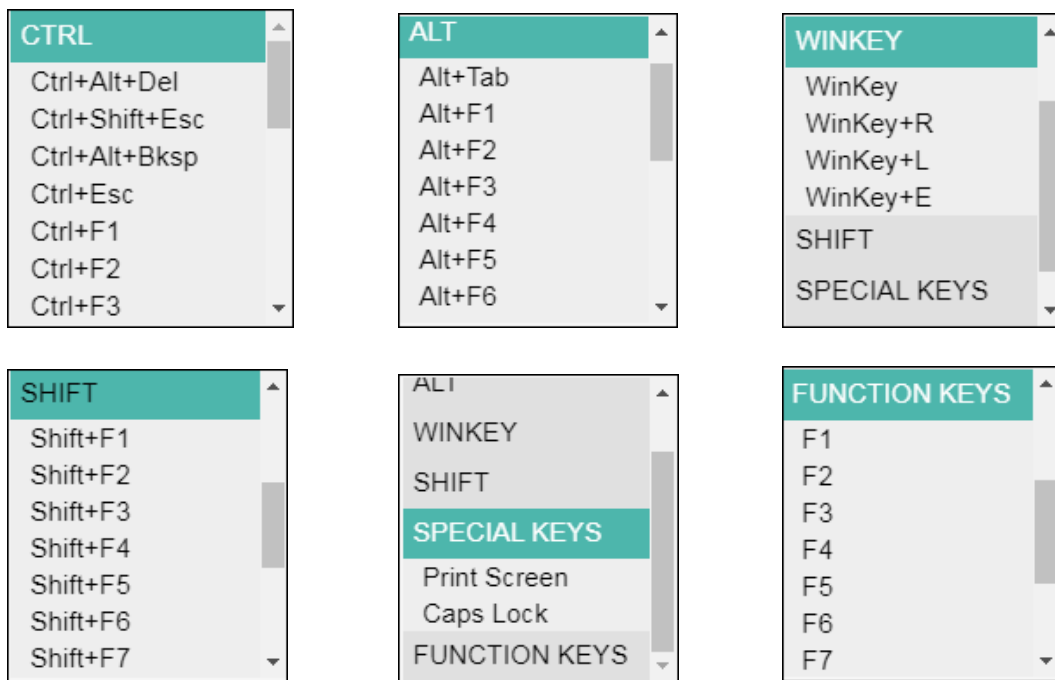 CTRL
Ctrl+Alt+Del
Ctrl+Shift+Esc
Ctrl+Alt+Bksp
Ctrl+Esc
Ctrl+F1
Ctrl+F2
Ctrl+F3
ALT
Alt+Tab
Alt+F1
Alt+F2
Alt+F3
Alt+F4
Alt+F5
Alt+F6
WINKEY
WinKey
WinKey+R
WinKey+L
WinKey+E
SHIFT
SPECIAL KEYS
SHIFT
Shift+F1
Shift+F2
Shift+F3
Shift+F4
Shift+F5
Shift+F6
Shift+F7
ALT
WINKEY
SHIFT
SPECIAL KEYS
Print Screen
Caps Lock
FUNCTION KEYS
FUNCTION KEYS
F1
F2
F3
F4
F5
F6
F7